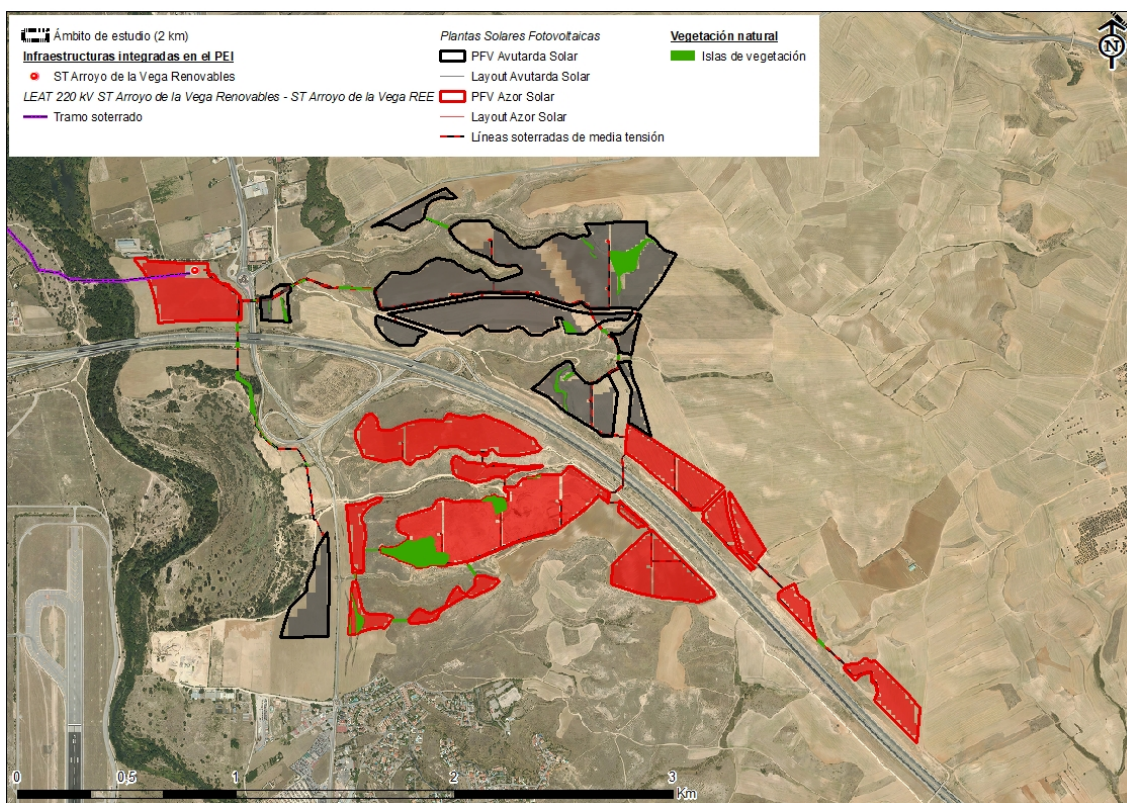 Ámbito de estudio (2 km)
Infraestructuras integradas en el PEI
ST Arroyo de la Vega Renovables
LEAT 220 kV ST Arroyo de la Vega Renovables - ST Arroyo de la Vega REE
Tramo soterrado
Plantas Solares Fotovoltaicas
PFV Avutarda Solar
Layout Avutarda Solar
PFV Azor Solar
Layout Azor Solar
Líneas soterradas de media tensión
Vegetación natural
Islas de vegetación
N
0 0,5 1 2 3
Km